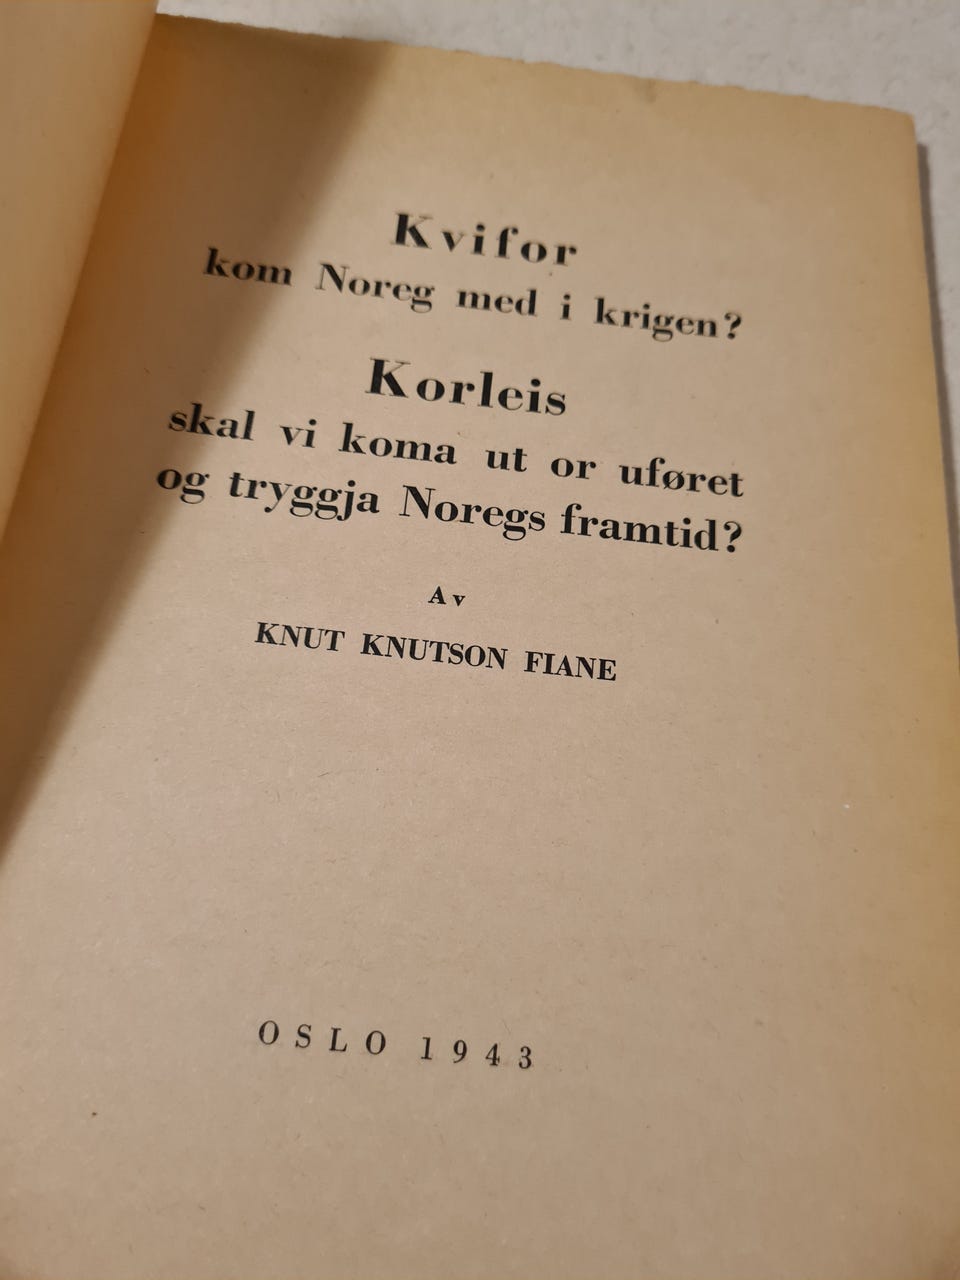 Kvifor
kom Noreg med i krigen?
Korleis
skal vi koma ut or uføret
og tryggja Noregs framtid?
Av
KNUT KNUTSON FIANE
OSLO 1943